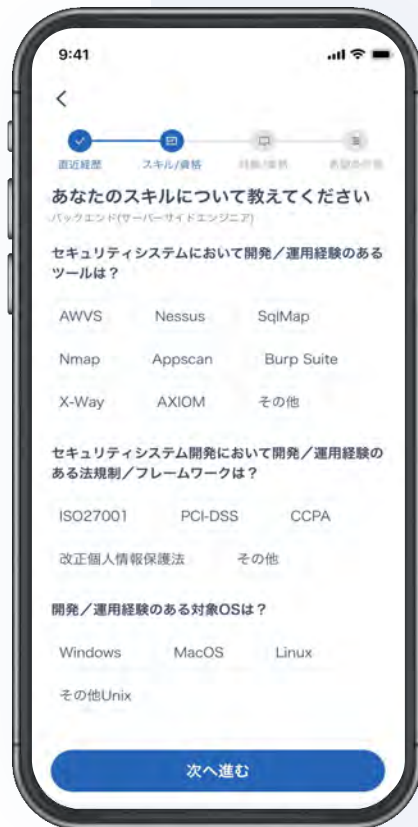 9:41
直近経歴 スキル/資格
あなたのスキルについて教えてください
バックエンド(サーバーサイドエンジニア)
セキュリティシステムにおいて開発／運用経験のある
ツールは？
AWVS Nessus SqlMap
Nmap Appscan Burp Suite
X-Way AXIOM その他
セキュリティシステム開発において開発／運用経験の
ある法規制／フレームワークは？
ISO27001 PCI-DSS CCPA
改正個人情報保護法 その他
開発／運用経験のある対象OSは？
Windows MacOS Linux
その他Unix
次へ進む